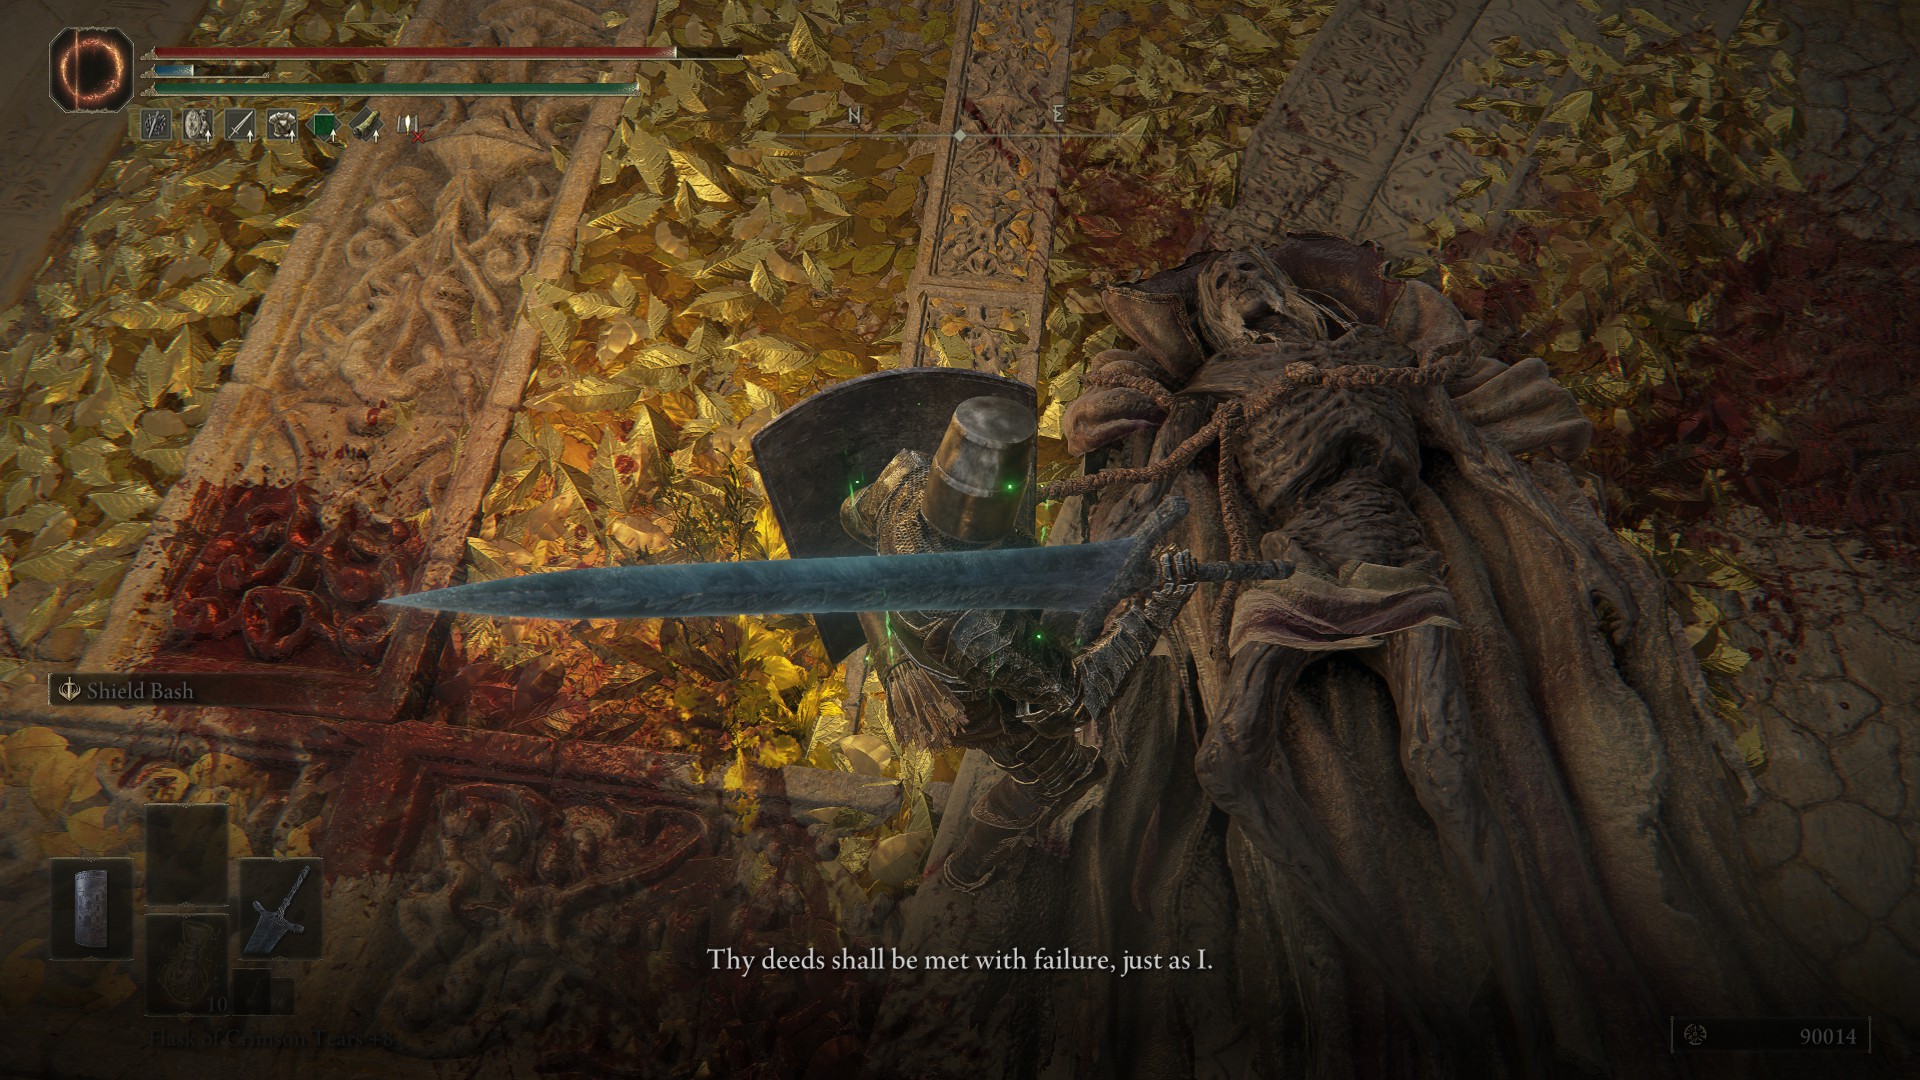 N
E
Shield Bash
Thy deeds shall be met with failure, just as I.
10
Flask of Crimson Tears +8
90014